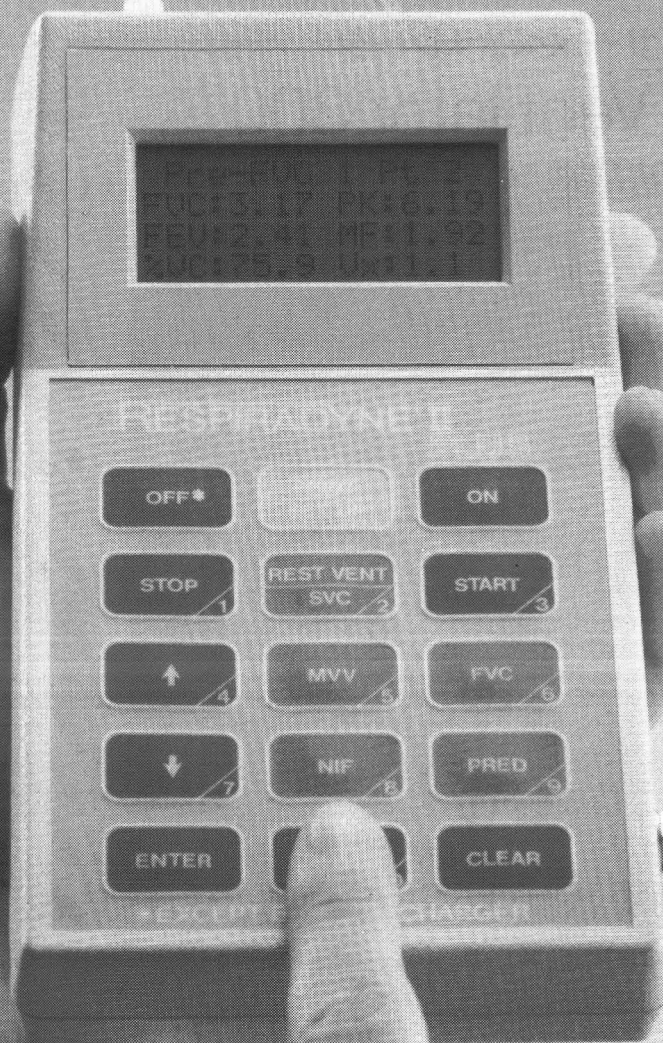 Pre-FVC 1 Pt 2
FVC:3.17 PK:6.19
FEV:2.41 MF:1.92
%VC:75.9 Vx:1.1
RESPIRADYNE II
OFF* ON
STOP 1 REST VENT SVC 2 START 3
↑ 4 MVV 5 FVC 6
↓ 7 NIF 8 PRED 9
ENTER CLEAR
*EXCEPT CHARGER